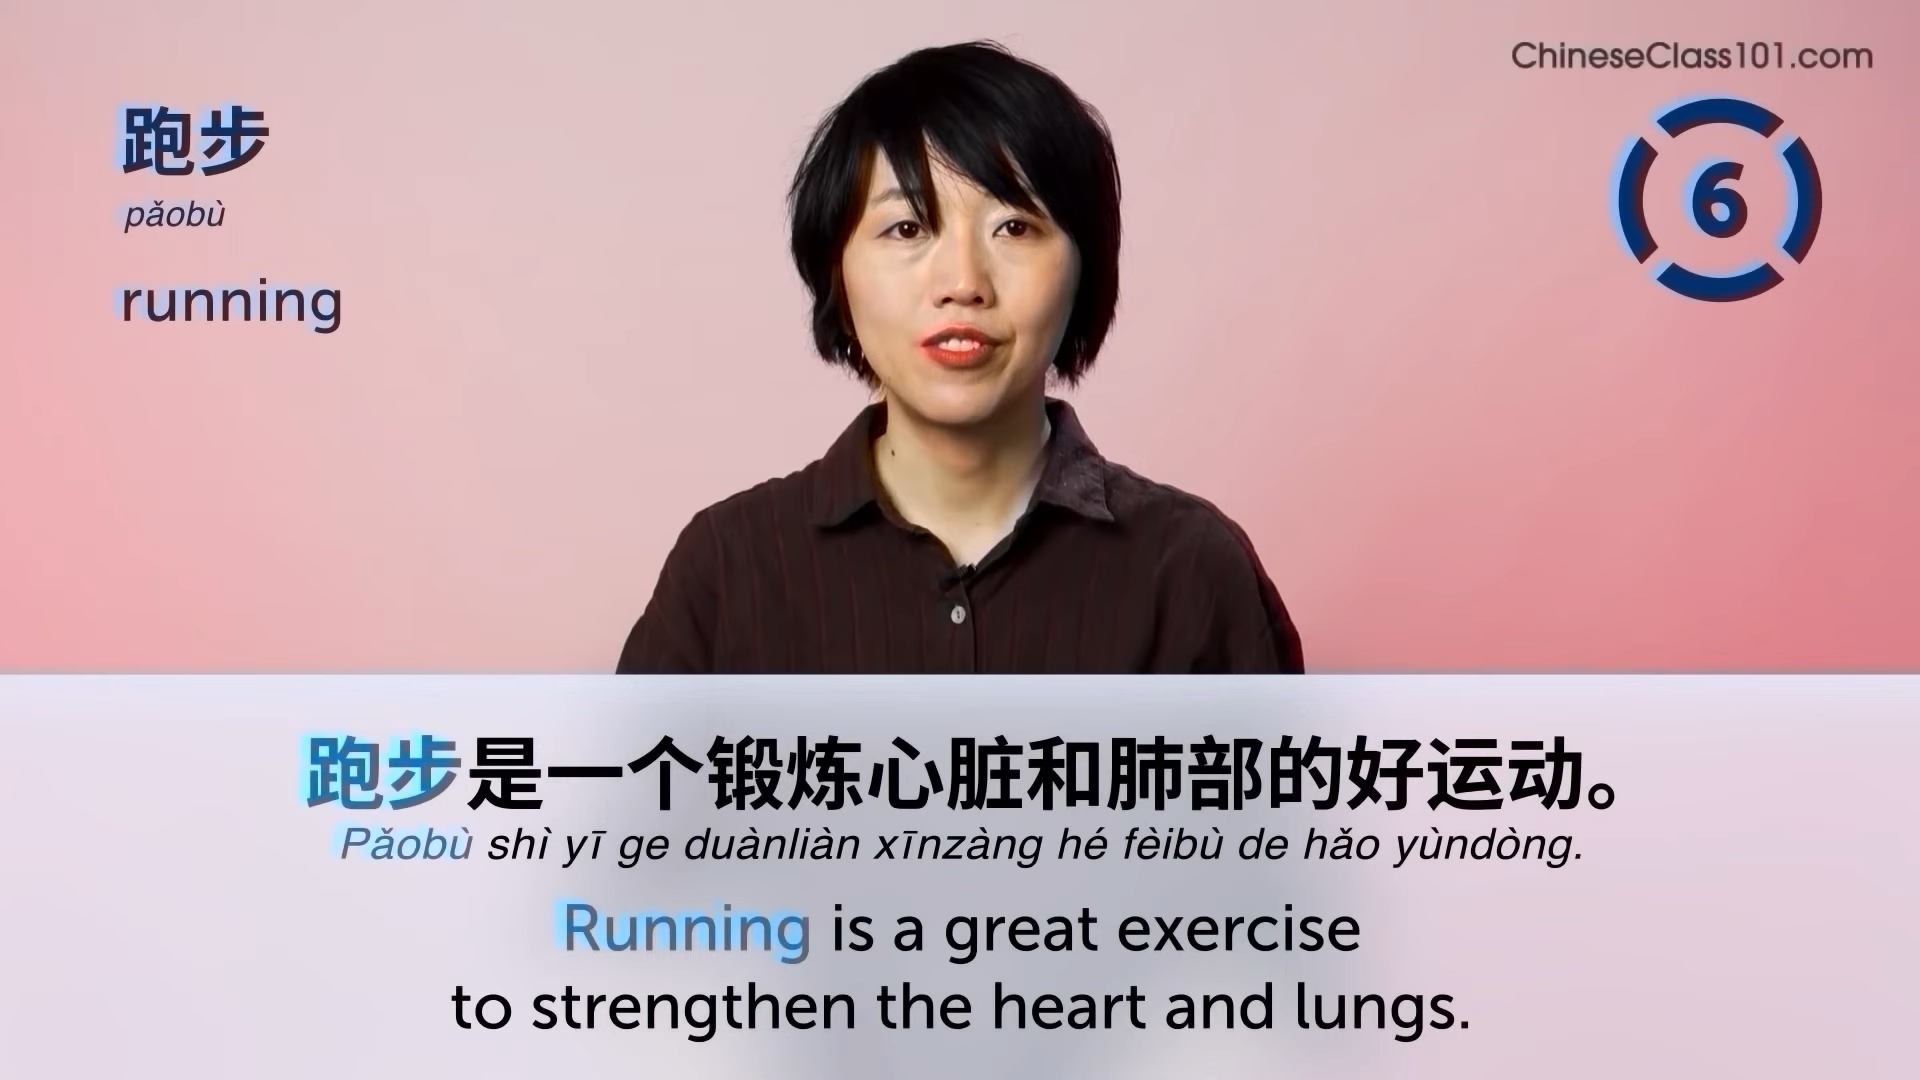 ChineseClass101.com
跑步
pǎobù
running
6
跑步是一个锻炼心脏和肺部的好运动。
Pǎobù shì yī ge duànliàn xīnzàng hé fèibù de hǎo yùndòng.
Running is a great exercise
to strengthen the heart and lungs.